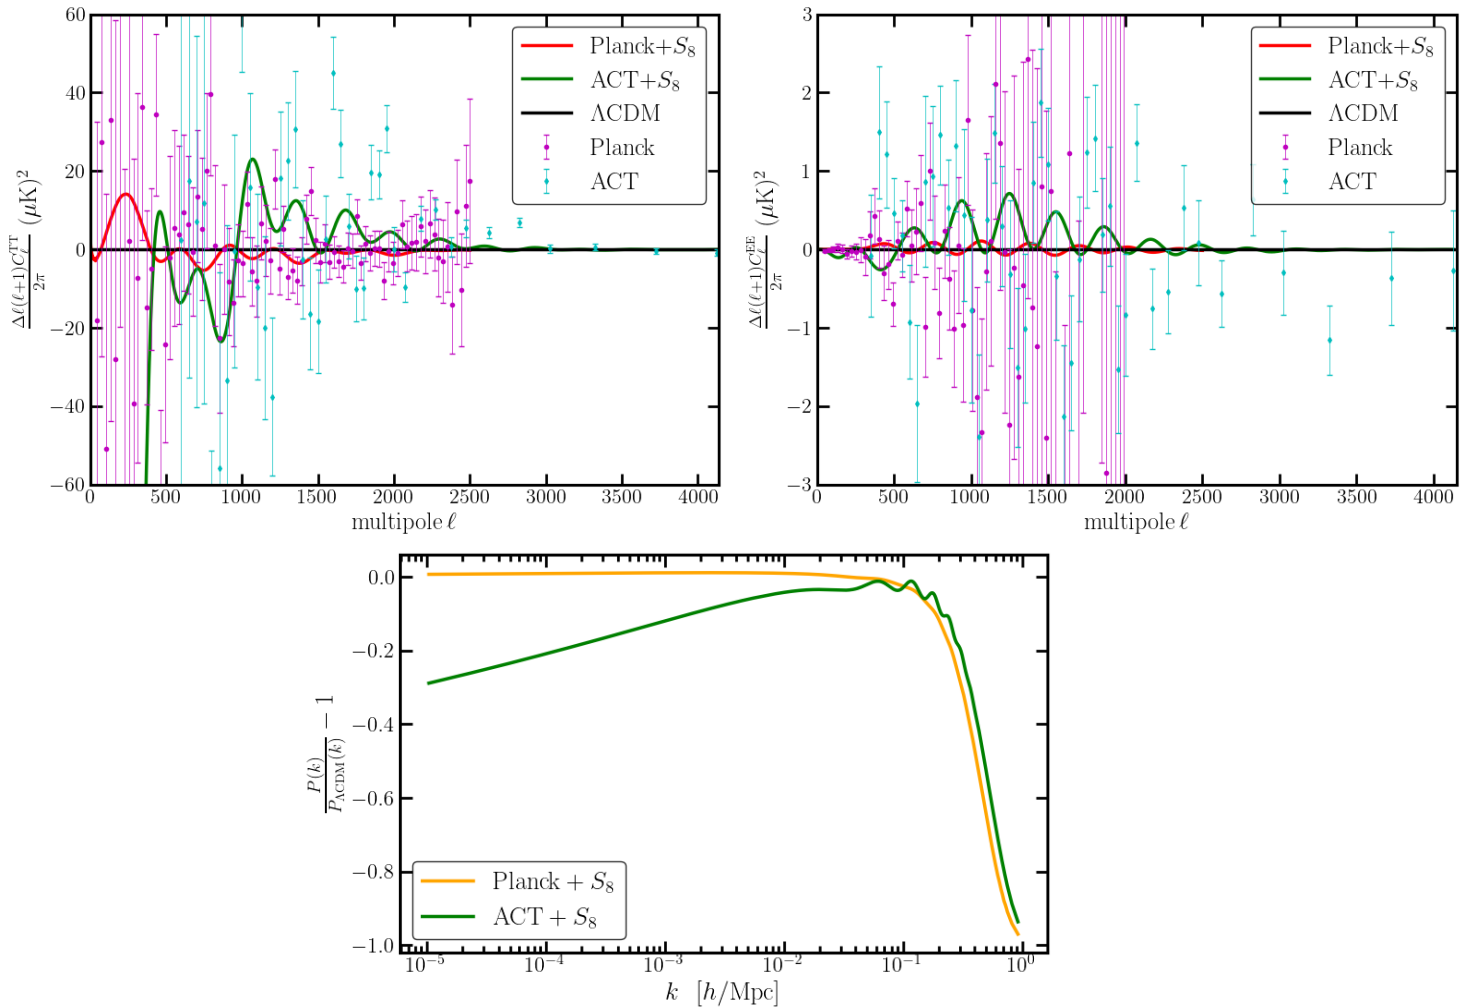 60
40
20
0
−20
−40
−60
Δℓ(ℓ+1)C_ℓ^TT / 2π (μK)²
Planck+S₈
ACT+S₈
ΛCDM
Planck
ACT
0 500 1000 1500 2000 2500 3000 3500 4000
multipole ℓ
3
2
1
0
−1
−2
−3
Δℓ(ℓ+1)C_ℓ^EE / 2π (μK)²
Planck+S₈
ACT+S₈
ΛCDM
Planck
ACT
0 500 1000 1500 2000 2500 3000 3500 4000
multipole ℓ
0.0
−0.2
−0.4
−0.6
−0.8
−1.0
P(k) / P_ΛCDM(k) − 1
Planck + S₈
ACT + S₈
10⁻⁵ 10⁻⁴ 10⁻³ 10⁻² 10⁻¹ 10⁰
k [h/Mpc]